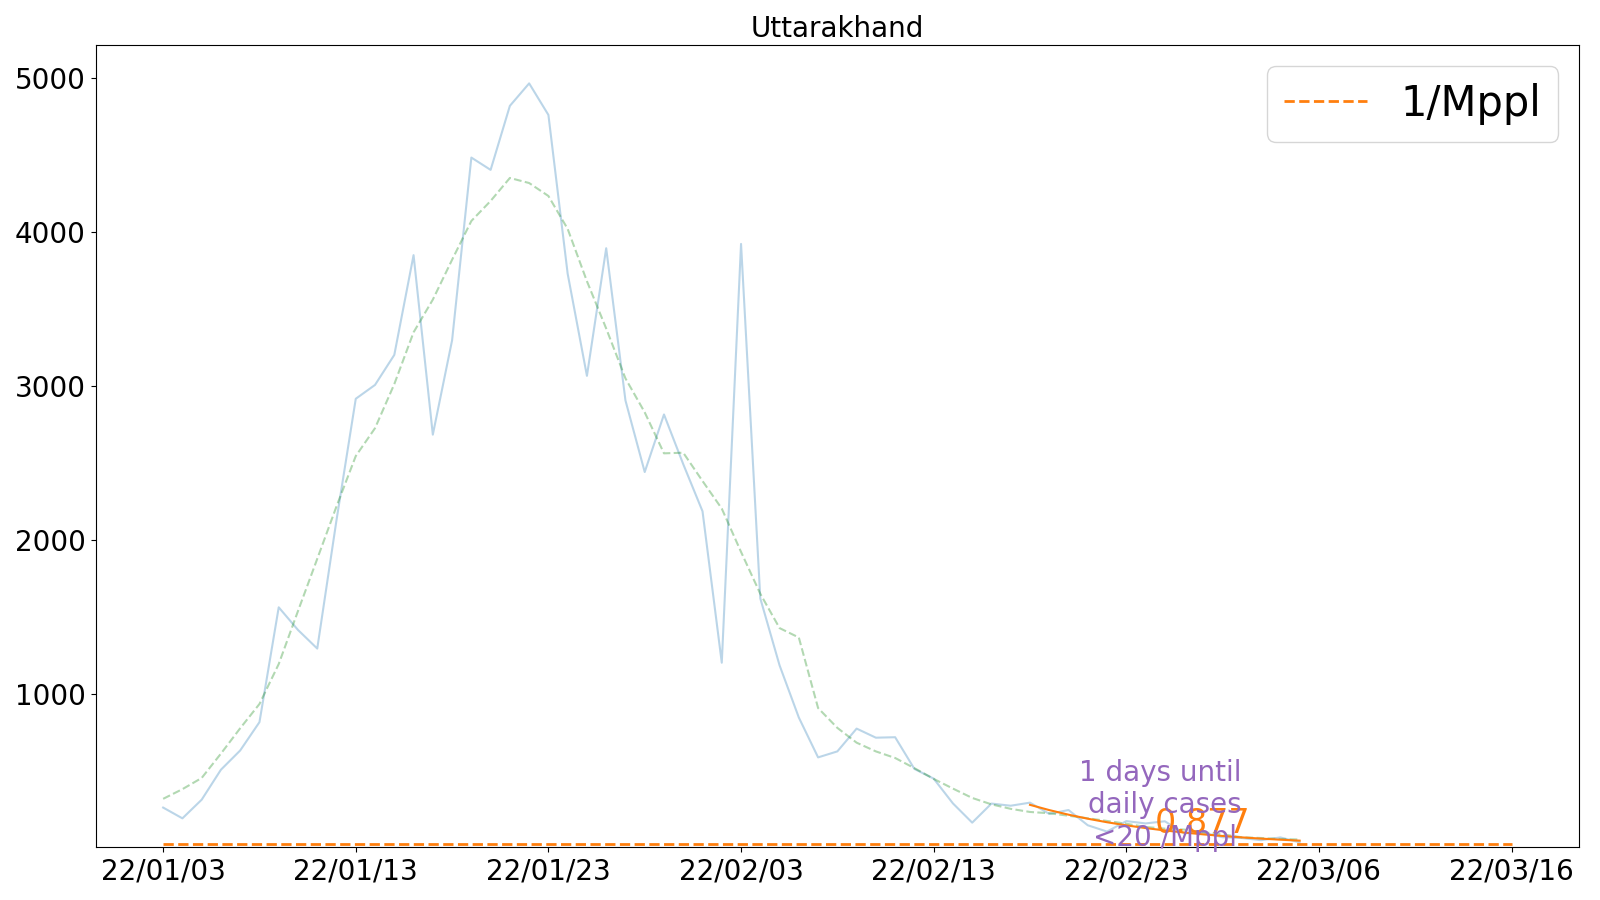 Uttarakhand
5000
4000
3000
2000
1000
1/Mppl
1 days until
daily cases
<20 /Mppl
0.877
22/01/03
22/01/13
22/01/23
22/02/03
22/02/13
22/02/23
22/03/06
22/03/16